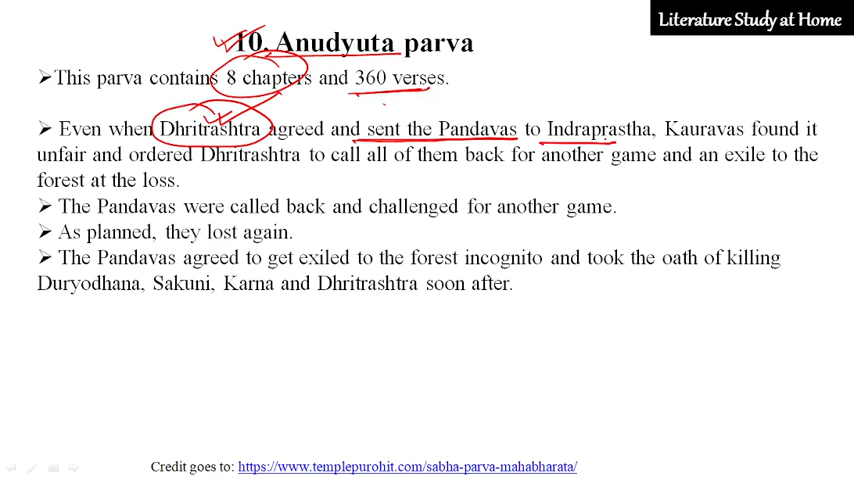 Literature Study at Home
10. Anudyuta parva
➢This parva contains 8 chapters and 360 verses.
➢ Even when Dhritrashtra agreed and sent the Pandavas to Indraprastha, Kauravas found it
unfair and ordered Dhritrashtra to call all of them back for another game and an exile to the
forest at the loss.
➢ The Pandavas were called back and challenged for another game.
➢ As planned, they lost again.
➢ The Pandavas agreed to get exiled to the forest incognito and took the oath of killing
Duryodhana, Sakuni, Karna and Dhritrashtra soon after.
Credit goes to: https://www.templepurohit.com/sabha-parva-mahabharata/